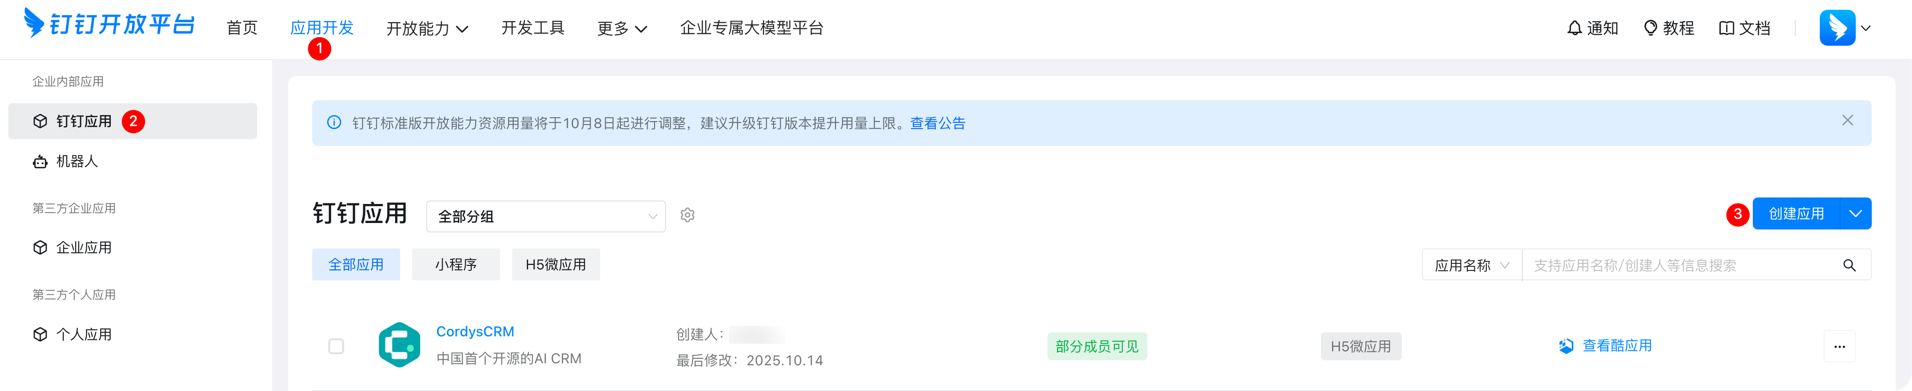 钉钉开放平台 首页 应用开发 开放能力 开发工具 更多 企业专属大模型平台 通知 教程 文档
1
企业内部应用
钉钉应用 2
机器人
第三方企业应用
企业应用
第三方个人应用
个人应用
钉钉标准版开放能力资源用量将于10月8日起进行调整，建议升级钉钉版本提升用量上限。查看公告
钉钉应用 全部分组 3 创建应用
全部应用 小程序 H5微应用 应用名称 支持应用名称/创建人等信息搜索
CordysCRM
中国首个开源的AI CRM
创建人：
最后修改：2025.10.14
部分成员可见 H5微应用 查看酷应用 ...